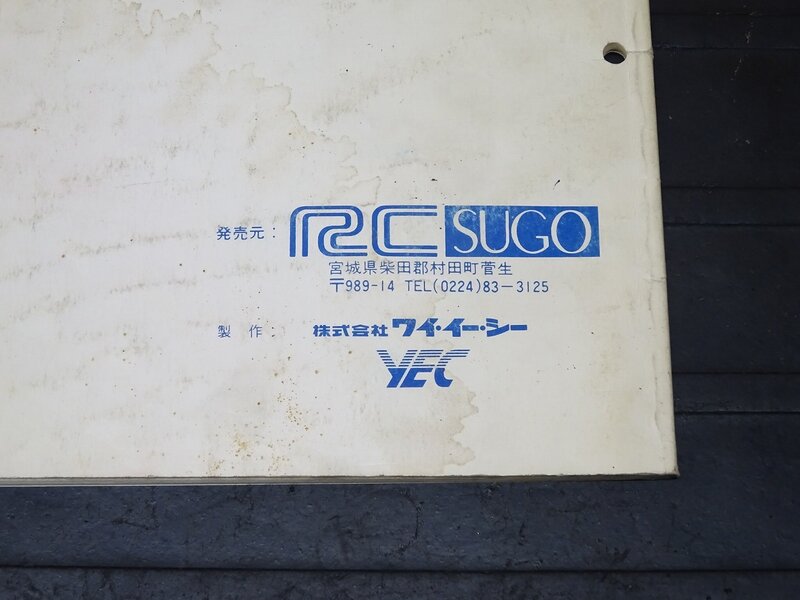 発売元: RC SUGO
宮城県柴田郡村田町菅生
〒989-14 TEL(0224)83-3125
製作: 株式会社ワイ・イー・シー
YEC